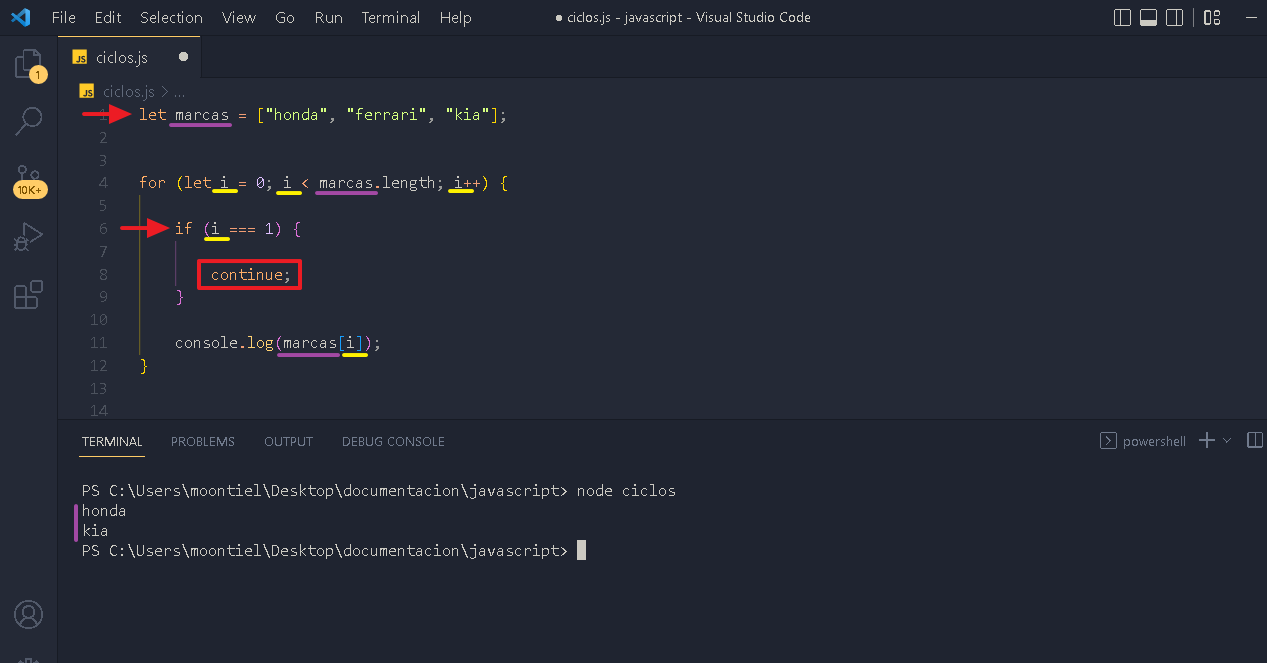 File Edit Selection View Go Run Terminal Help ● ciclos.js - javascript - Visual Studio Code
JS ciclos.js ●
1
JS ciclos.js > ...
1 let marcas = ["honda", "ferrari", "kia"];
2
3
4 for (let i = 0; i < marcas.length; i++) {
5
10K+
6 if (i === 1) {
7
8 continue;
9 }
10
11 console.log(marcas[i]);
12 }
13
14
TERMINAL PROBLEMS OUTPUT DEBUG CONSOLE powershell
PS C:\Users\moontiel\Desktop\documentacion\javascript> node ciclos
honda
kia
PS C:\Users\moontiel\Desktop\documentacion\javascript>